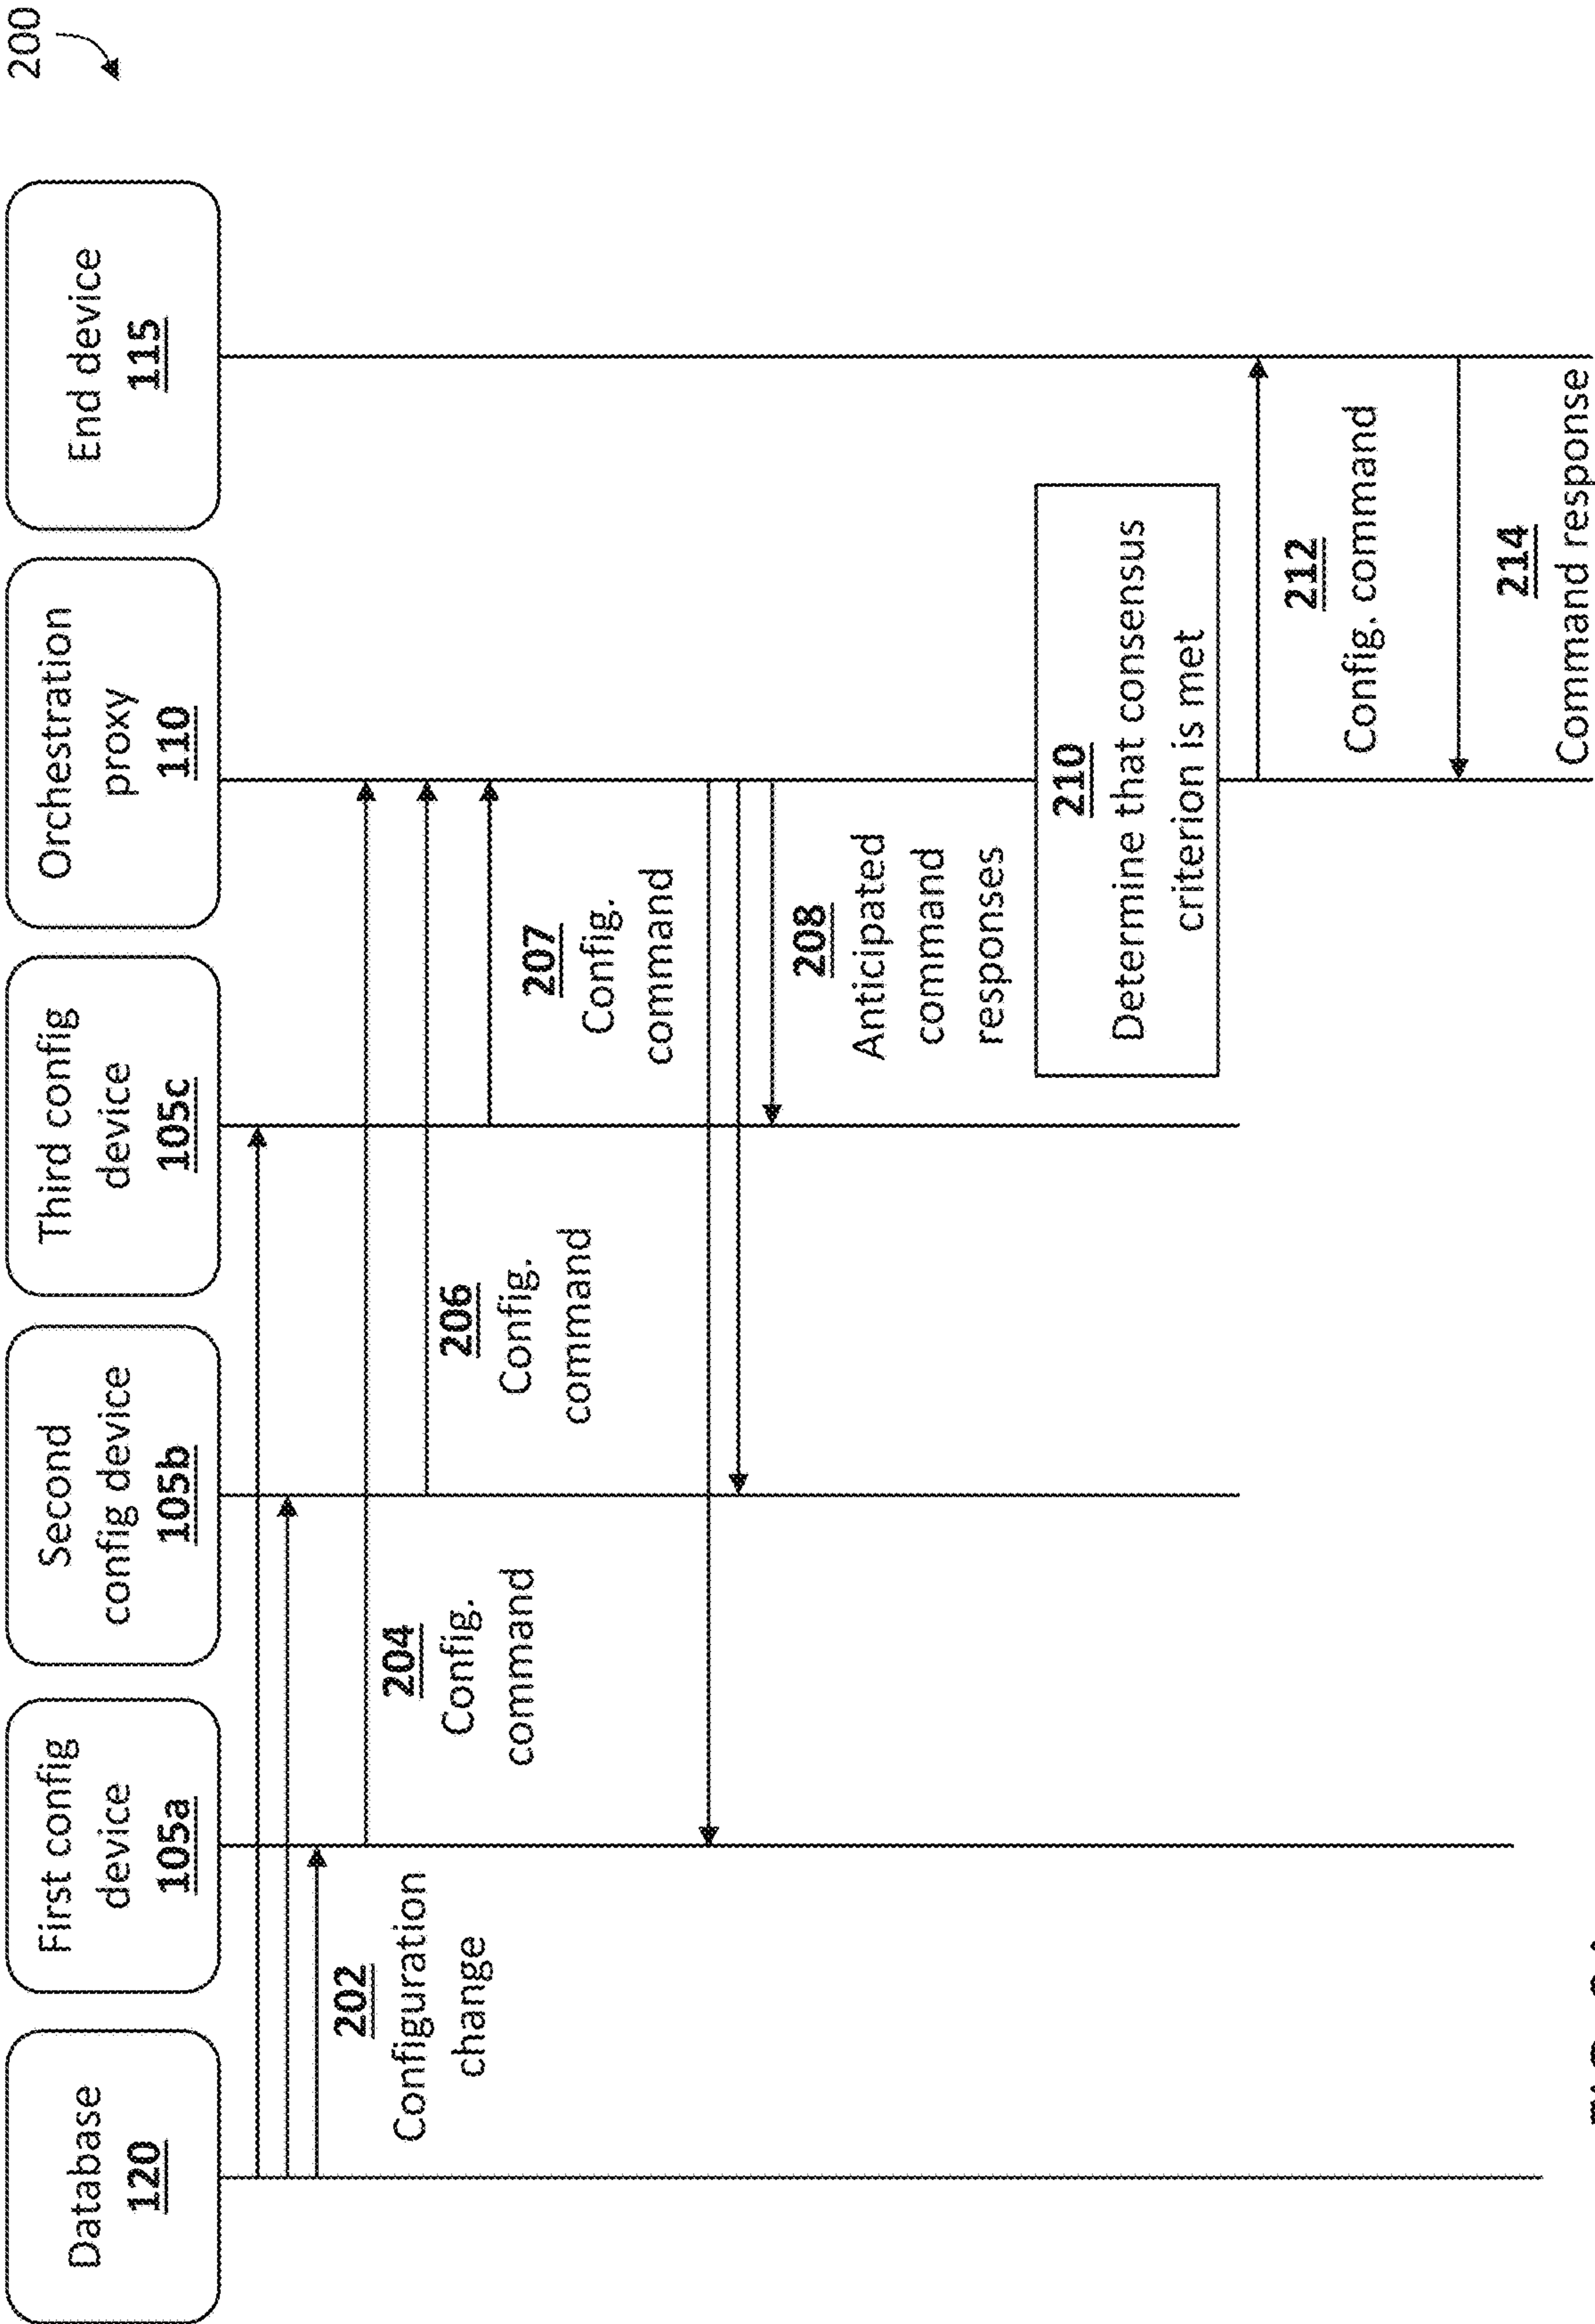 200
Database
120
First config
device
105a
Second
config device
105b
Third config
device
105c
Orchestration
proxy
110
End device
115
202
Configuration
change
204
Config.
command
206
Config.
command
207
Config.
command
208
Anticipated
command
responses
210
Determine that consensus
criterion is met
212
Config. command
214
Command response